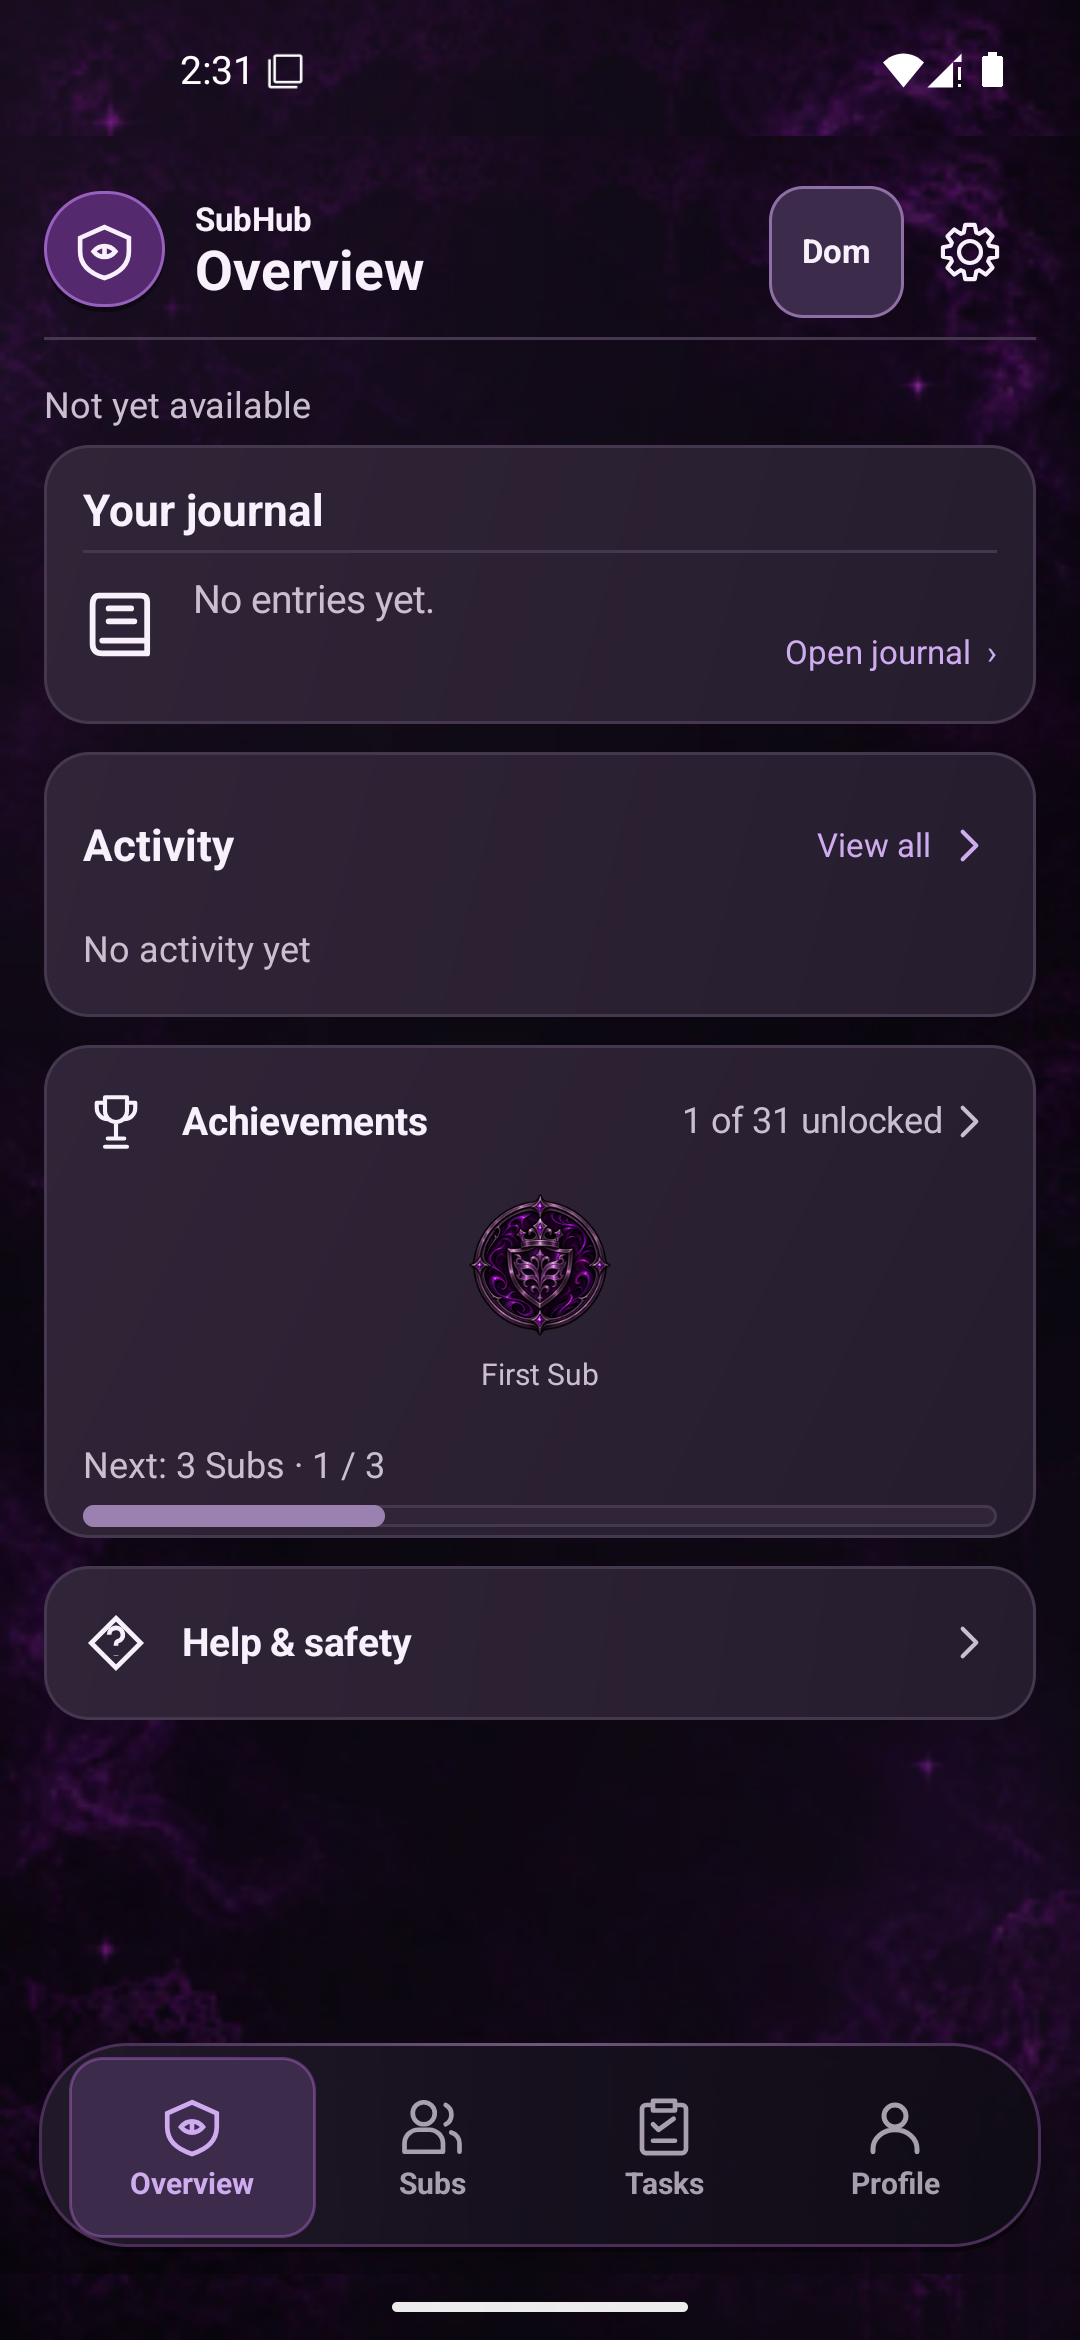 2:31
SubHub
Overview
Dom
Not yet available
Your journal
No entries yet.
Open journal ›
Activity
View all
No activity yet
Achievements
1 of 31 unlocked
First Sub
Next: 3 Subs · 1 / 3
Help & safety
Overview
Subs
Tasks
Profile